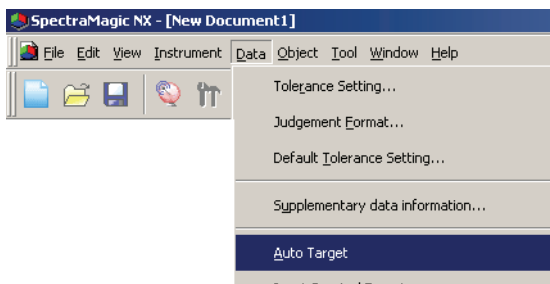 SpectraMagic NX - [New Document1]
File Edit View Instrument Data Object Tool Window Help
Tolerance Setting...
Judgement Format...
Default Tolerance Setting...
Supplementary data information...
Auto Target